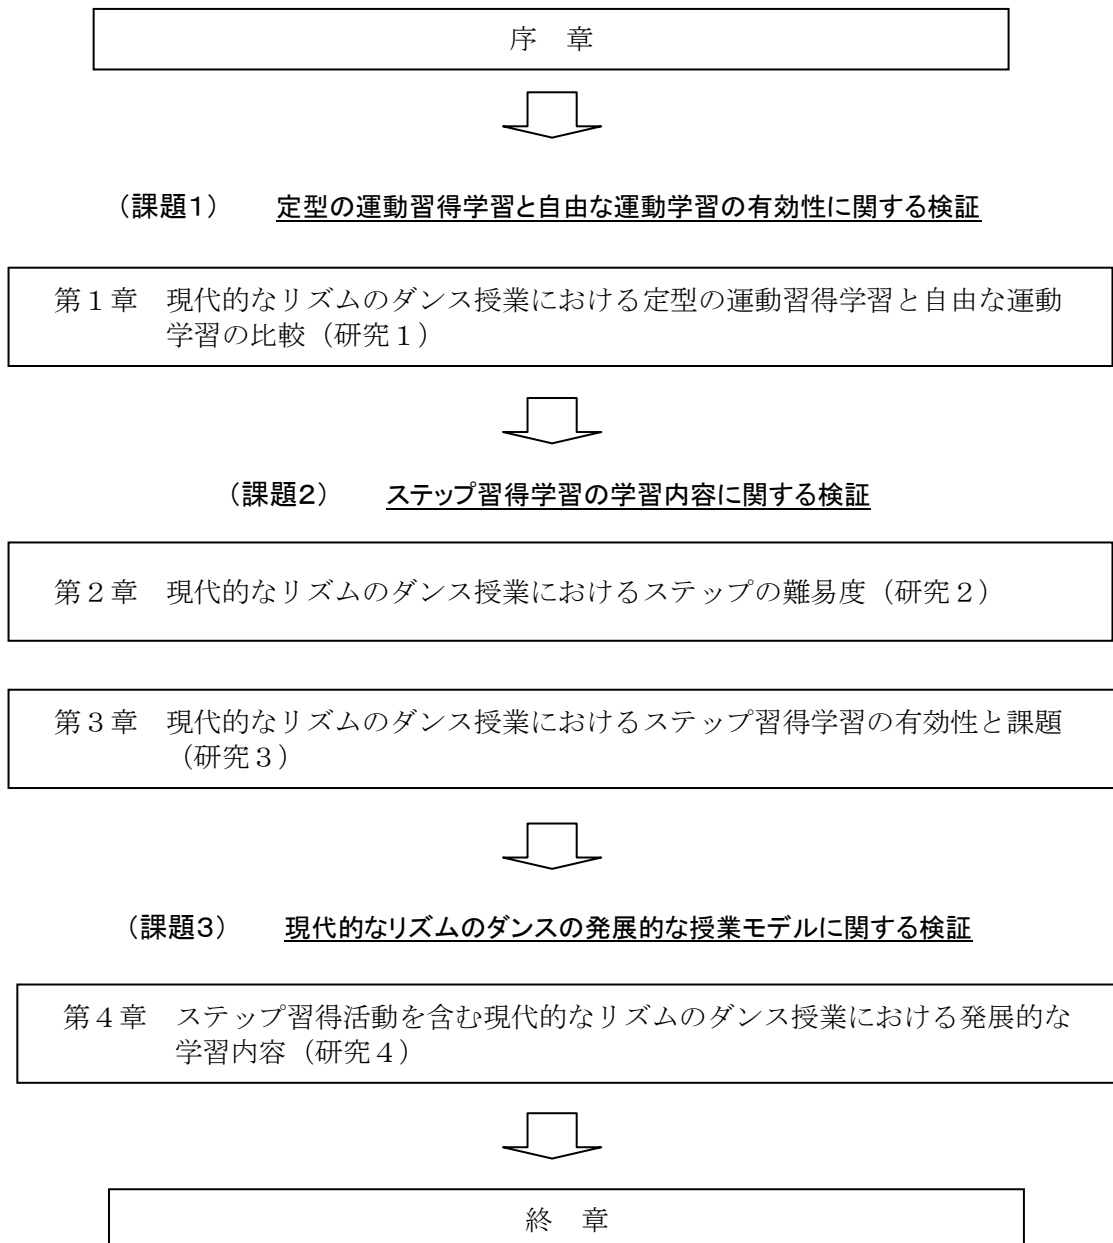 序　章
（課題１）　定型の運動習得学習と自由な運動学習の有効性に関する検証
第１章　現代的なリズムのダンス授業における定型の運動習得学習と自由な運動
学習の比較（研究１）
（課題２）　ステップ習得学習の学習内容に関する検証
第２章　現代的なリズムのダンス授業におけるステップの難易度（研究２）
第３章　現代的なリズムのダンス授業におけるステップ習得学習の有効性と課題
（研究３）
（課題３）　現代的なリズムのダンスの発展的な授業モデルに関する検証
第４章　ステップ習得活動を含む現代的なリズムのダンス授業における発展的な
学習内容（研究４）
終　章